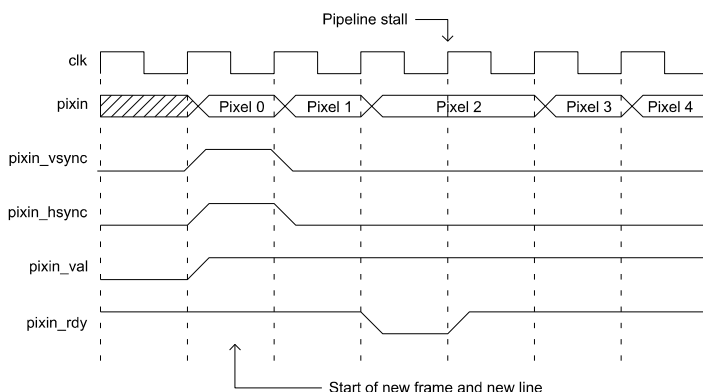 Pipeline stall
clk
pixin
Pixel 0
Pixel 1
Pixel 2
Pixel 3
Pixel 4
pixin_vsync
pixin_hsync
pixin_val
pixin_rdy
Start of new frame and new line